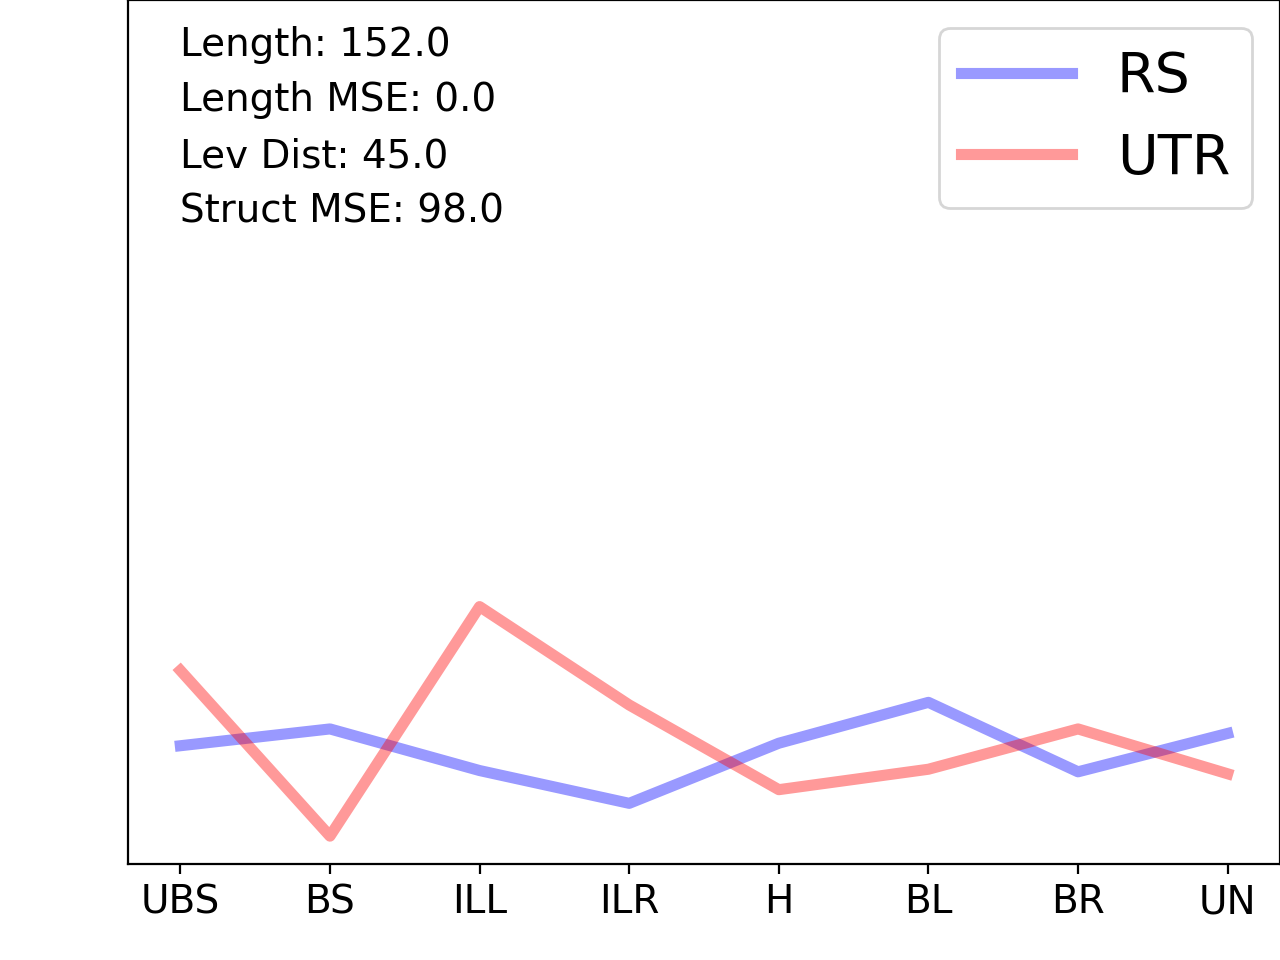 Length: 152.0
Length MSE: 0.0
Lev Dist: 45.0
Struct MSE: 98.0
RS
UTR
UBS BS ILL ILR H BL BR UN